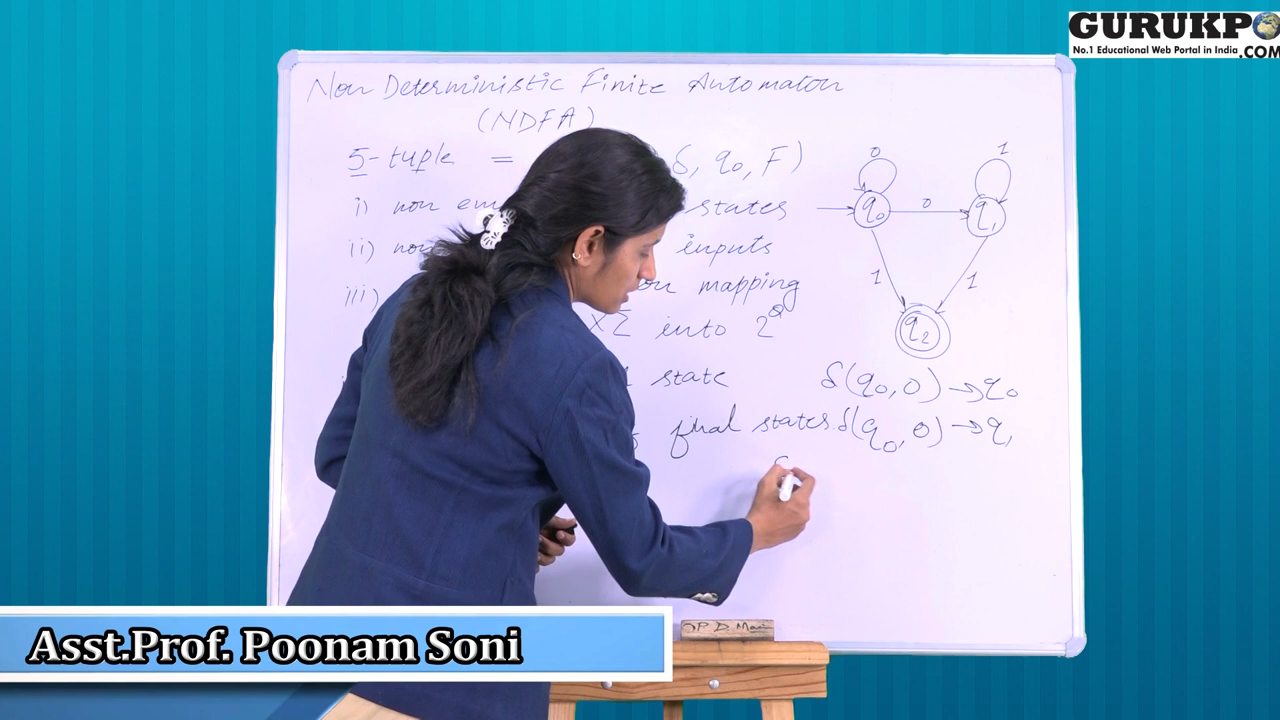 GURUKPO
No.1 Educational Web Portal in India .COM
Non Deterministic Finite Automaton
(NDFA)
5-tuple = δ, q0, F)
i) non states
ii) inputs
iii) mapping
XΣ into 2^Q
state
final states.
0
1
q0
0
q1
1
1
q2
δ(q0, 0) → q0
δ(q0, 0) → q1
Asst.Prof. Poonam Soni